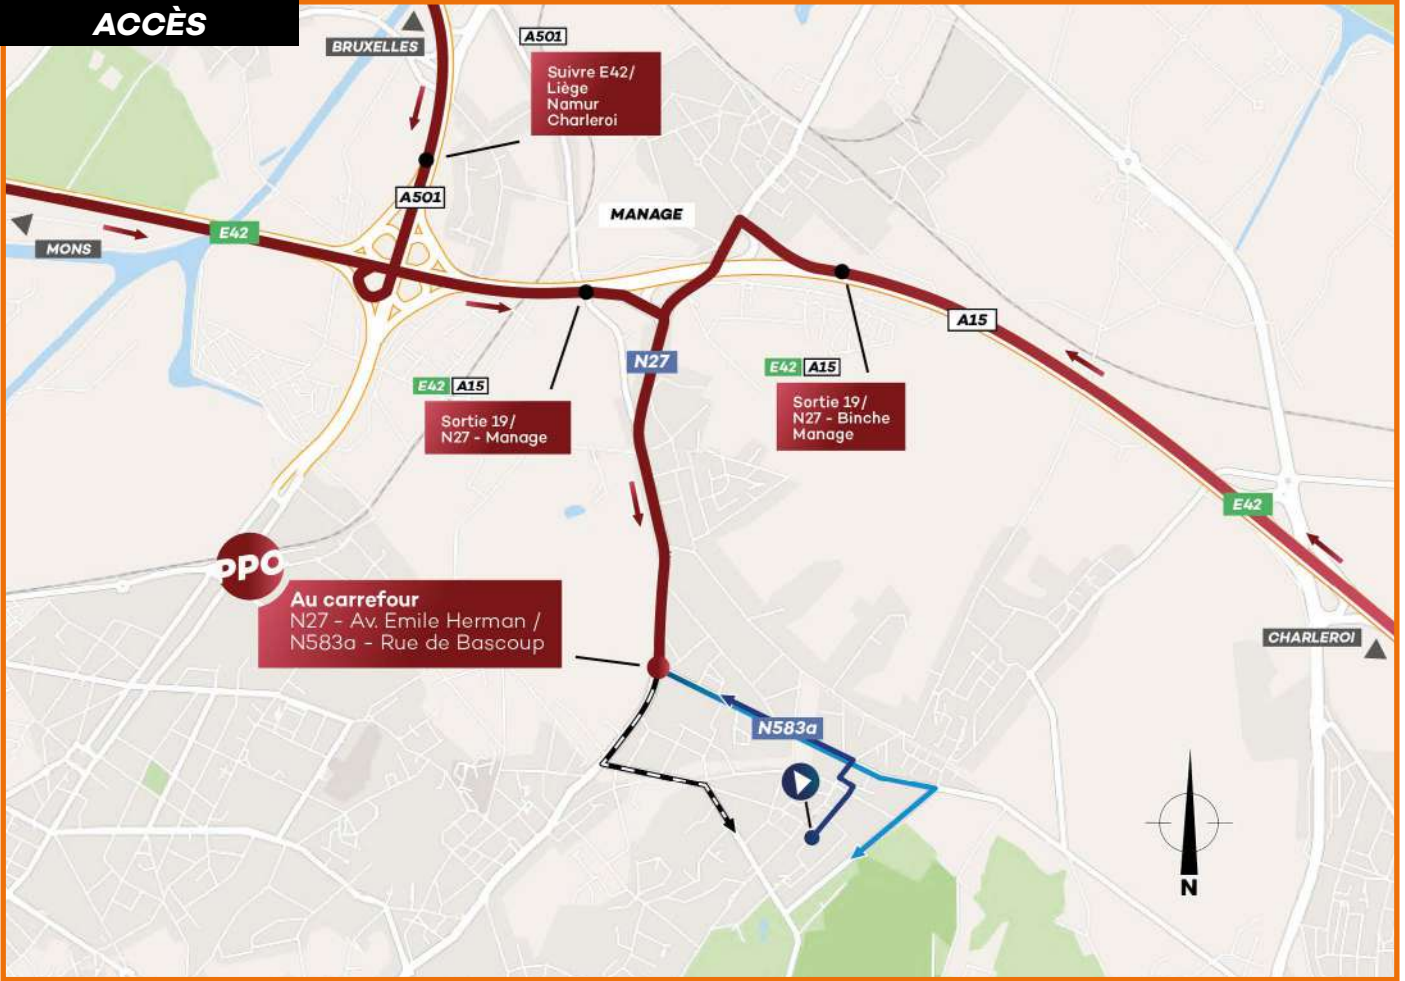 ACCÈS
BRUXELLES
A501
Suivre E42/
Liège
Namur
Charleroi
A501
MANAGE
E42
MONS
A15
N27
E42 A15
Sortie 19/
N27 - Manage
E42 A15
Sortie 19/
N27 - Binche
Manage
E42
PPO
Au carrefour
N27 - Av. Emile Herman /
N583a - Rue de Bascoup
CHARLEROI
N583a
N